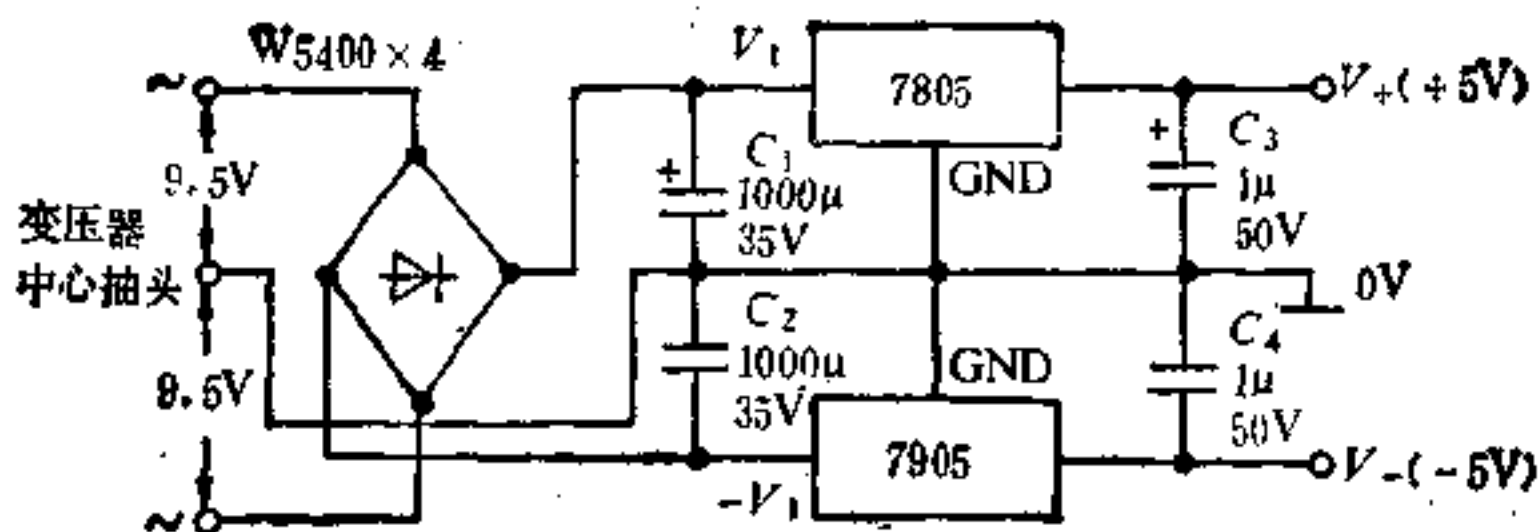 W5400×4
~
9.5V
变压器
中心抽头
9.5V
~
V₁
7805
V₊(+5V)
+
C₁
1000μ
35V
GND
+
C₃
1μ
50V
0V
C₂
1000μ
35V
GND
C₄
1μ
50V
-V₁
7905
V₋(-5V)